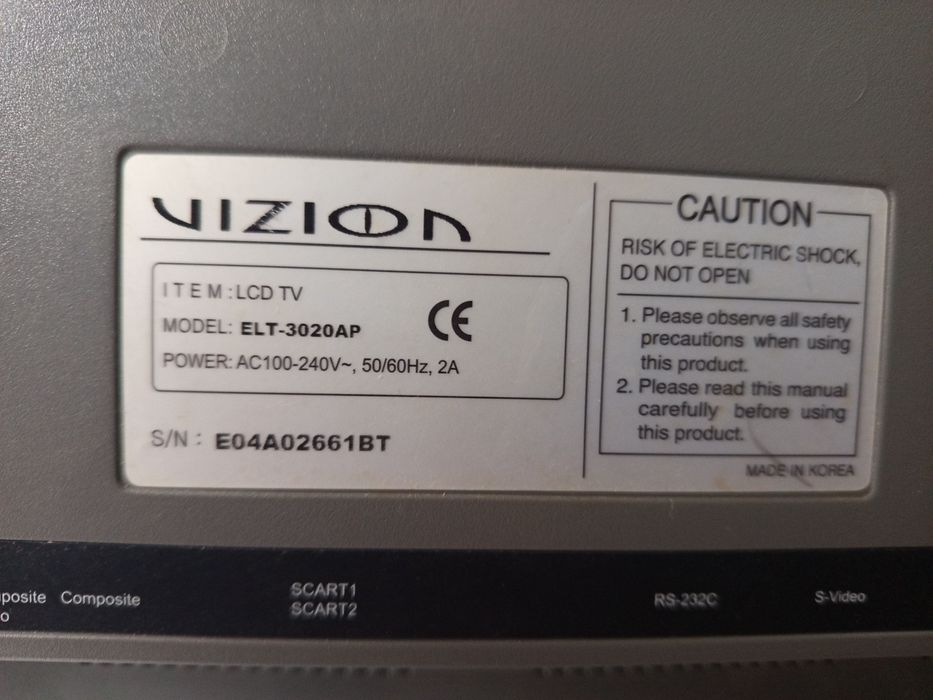 VIZION
ITEM: LCD TV
MODEL: ELT-3020AP
POWER: AC100-240V~, 50/60Hz, 2A
CE
S/N : E04A02661BT
CAUTION
RISK OF ELECTRIC SHOCK,
DO NOT OPEN
1. Please observe all safety
precautions when using
this product.
2. Please read this manual
carefully before using
this product.
MADE IN KOREA
Composite
SCART1
SCART2
RS-232C
S-Video